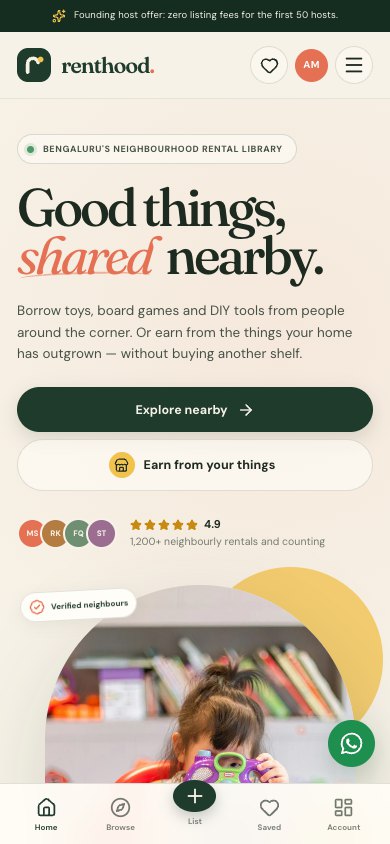 Founding host offer: zero listing fees for the first 50 hosts.
renthood.
AM
BENGALURU'S NEIGHBOURHOOD RENTAL LIBRARY
Good things,
shared nearby.
Borrow toys, board games and DIY tools from people
around the corner. Or earn from the things your home
has outgrown — without buying another shelf.
Explore nearby →
Earn from your things
MS RK FQ ST
★★★★★ 4.9
1,200+ neighbourly rentals and counting
Verified neighbours
Home
Browse
List
Saved
Account